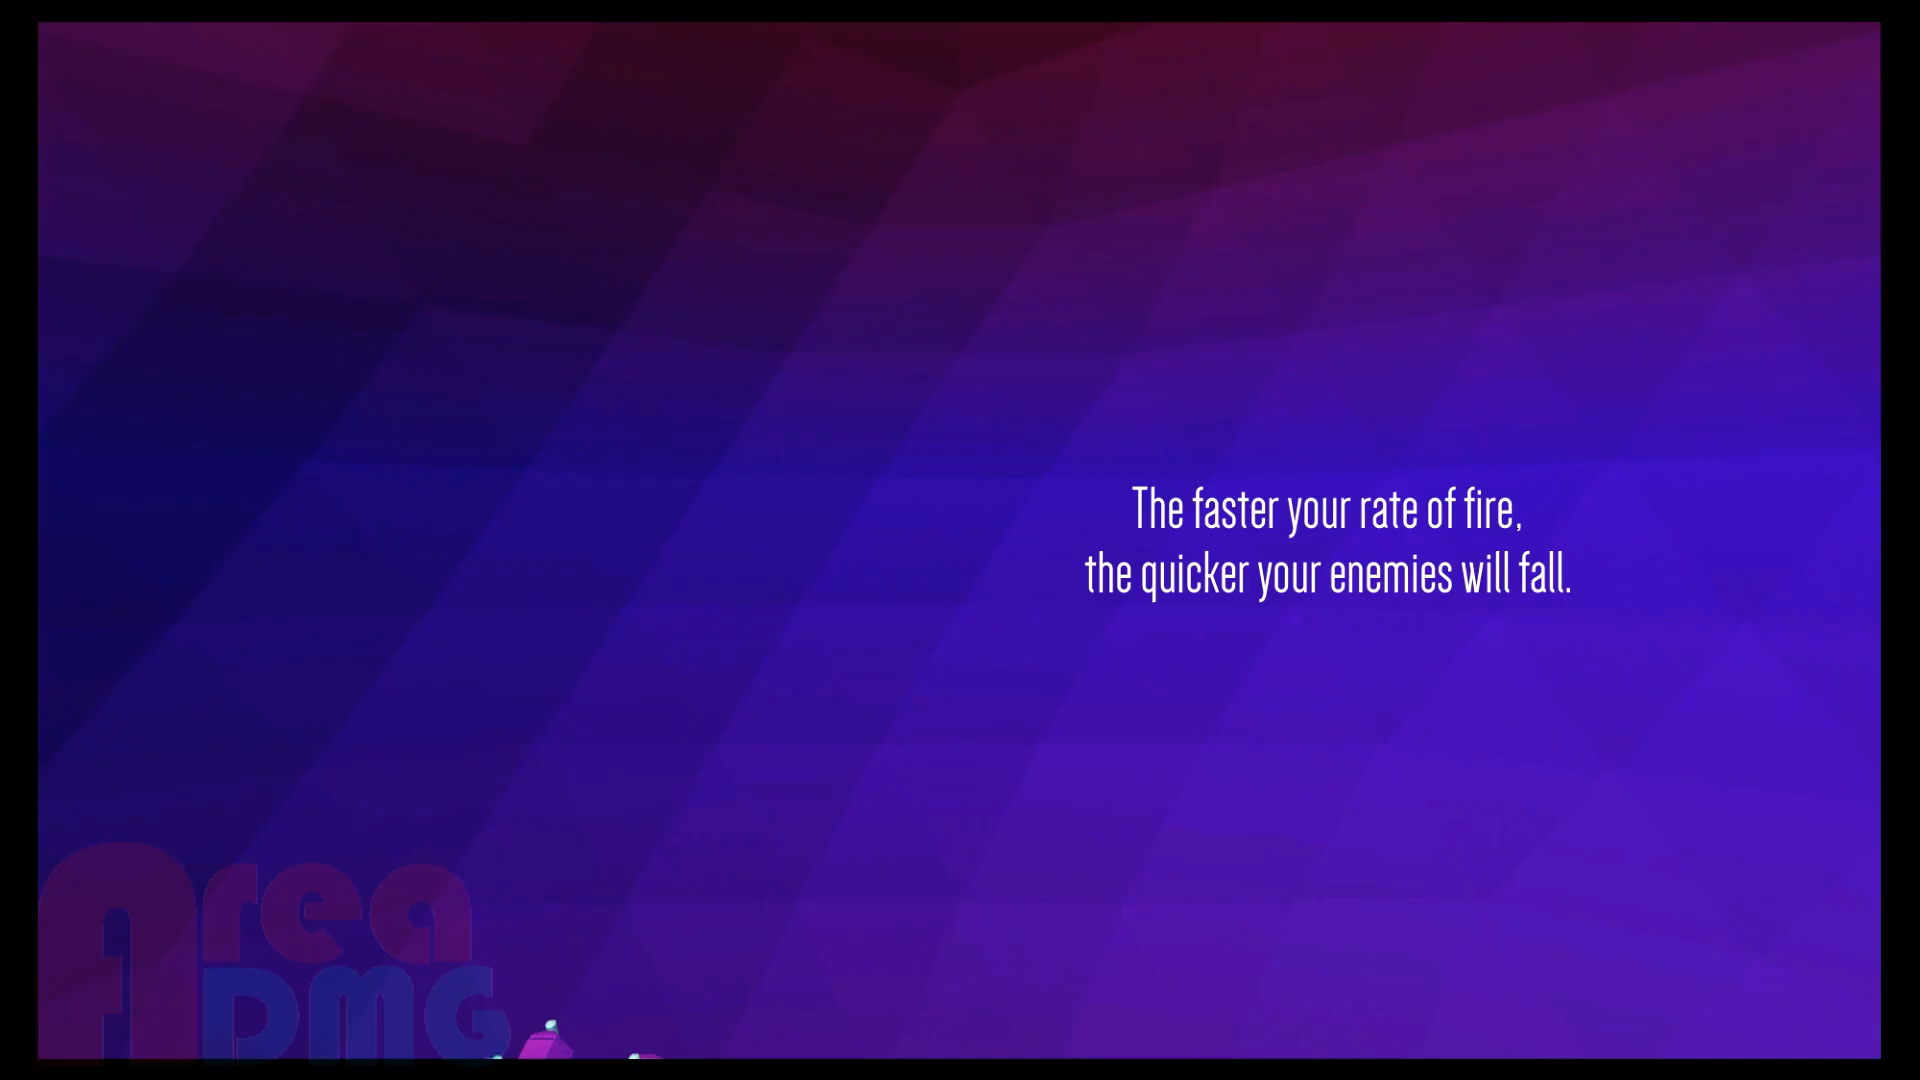 The faster your rate of fire,
the quicker your enemies will fall.
Area
DMG